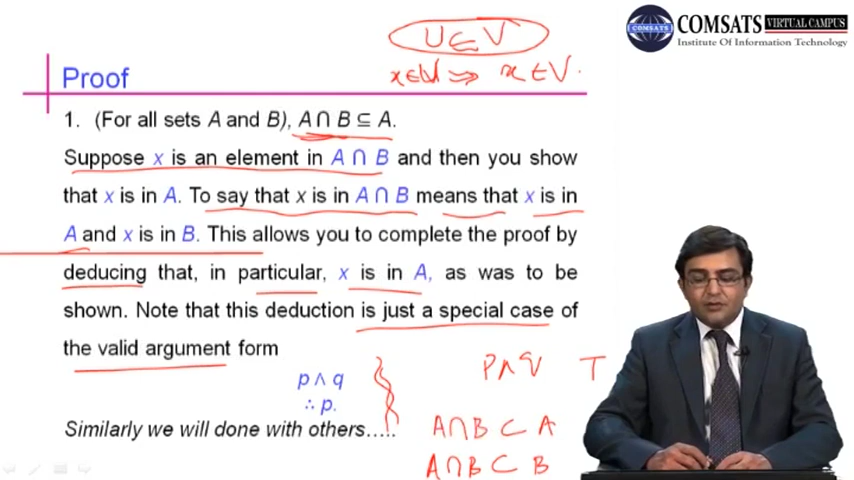 U ⊆ V
x∈U ⇒ x∈V.
COMSATS VIRTUAL CAMPUS
Institute Of Information Technology
Proof
1. (For all sets A and B), A ∩ B ⊆ A.
Suppose x is an element in A ∩ B and then you show
that x is in A. To say that x is in A ∩ B means that x is in
A and x is in B. This allows you to complete the proof by
deducing that, in particular, x is in A, as was to be
shown. Note that this deduction is just a special case of
the valid argument form
p ∧ q
∴ p.
P∧q T
Similarly we will done with others…..
A∩B ⊂ A
A∩B ⊂ B